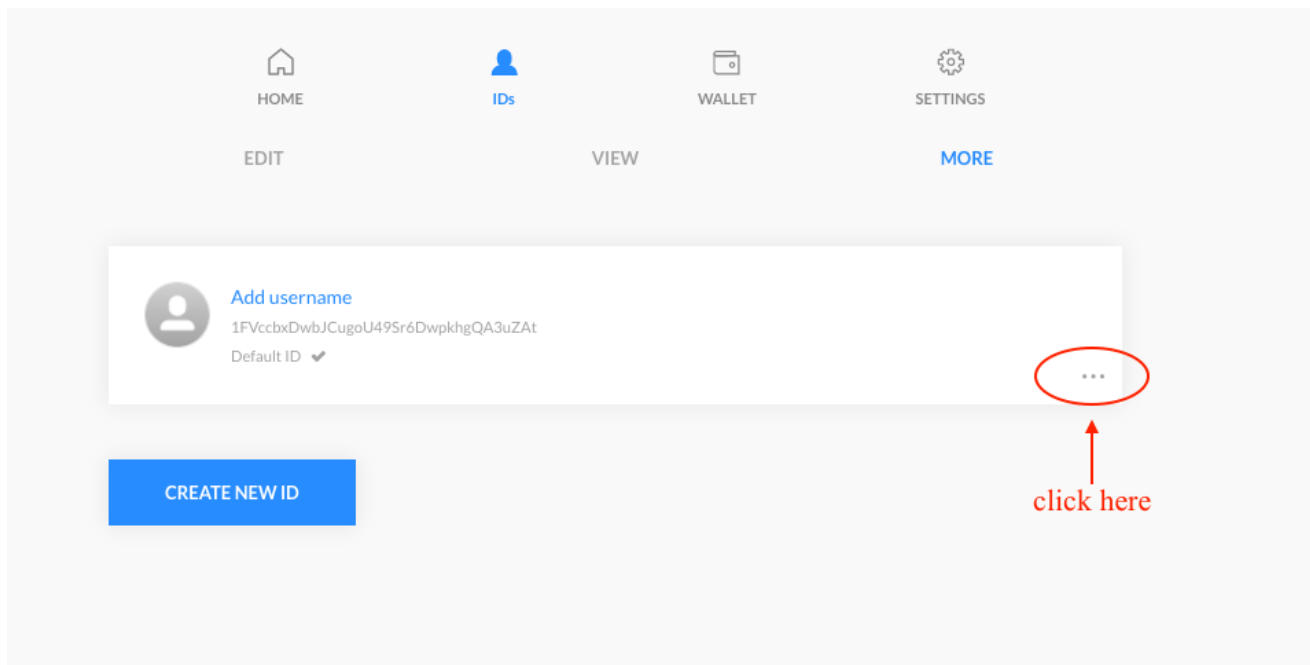 HOME IDs WALLET SETTINGS
EDIT VIEW MORE
Add username
1FVccbxDwbJCugoU49Sr6DwpkhgQA3uZAt
Default ID
CREATE NEW ID
click here